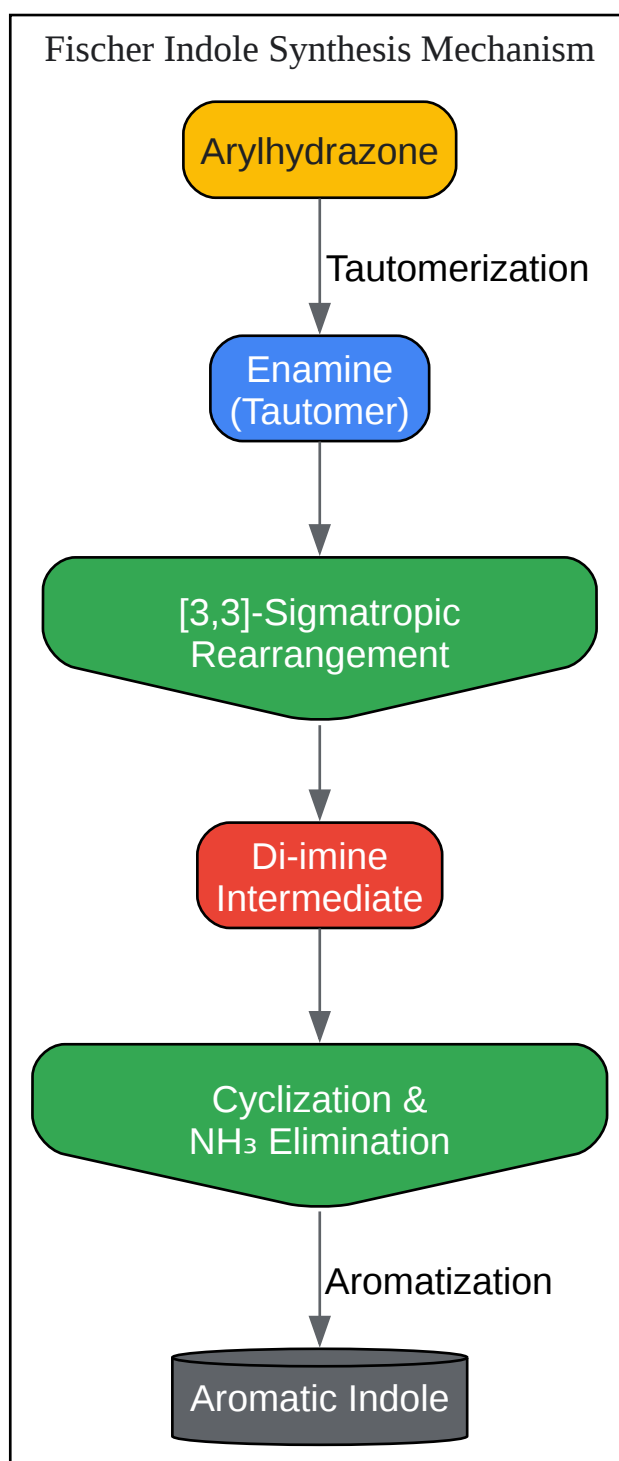 Fischer Indole Synthesis Mechanism
Arylhydrazone
Tautomerization
Enamine
(Tautomer)
[3,3]-Sigmatropic
Rearrangement
Di-imine
Intermediate
Cyclization &
NH₃ Elimination
Aromatization
Aromatic Indole